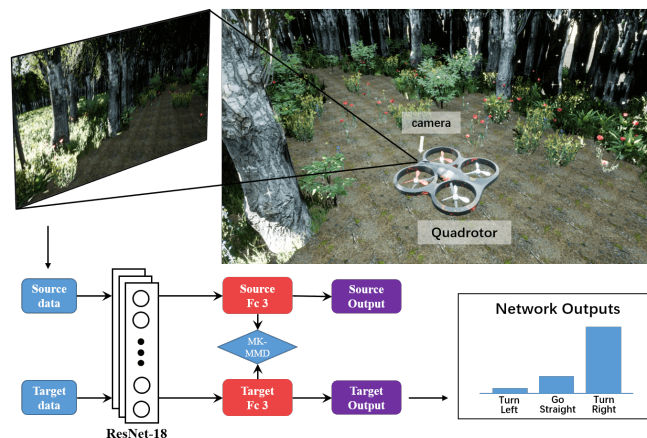 camera
Quadrotor
Source
data
Source
Fc 3
Source
Output
MK-
MMD
Target
data
Target
Fc 3
Target
Output
ResNet-18
Network Outputs
Turn
Left
Go
Straight
Turn
Right